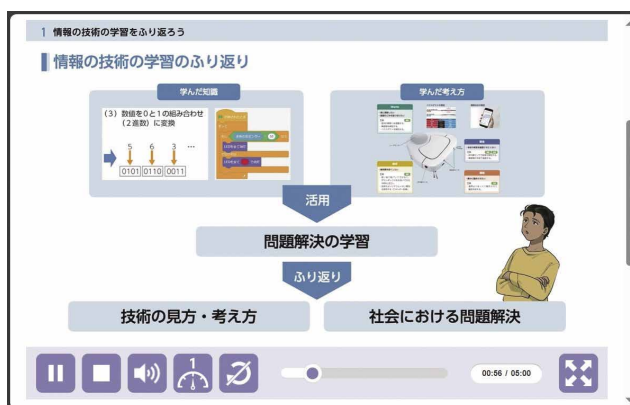 1 情報の技術の学習をふり返ろう
情報の技術の学習のふり返り
学んだ知識
学んだ考え方
(3) 数値を0と1の組み合わせ
(2進数) に変換
5 6 3 …
0101 0110 0011
活用
問題解決の学習
ふり返り
技術の見方・考え方
社会における問題解決
1
00:56 / 05:00